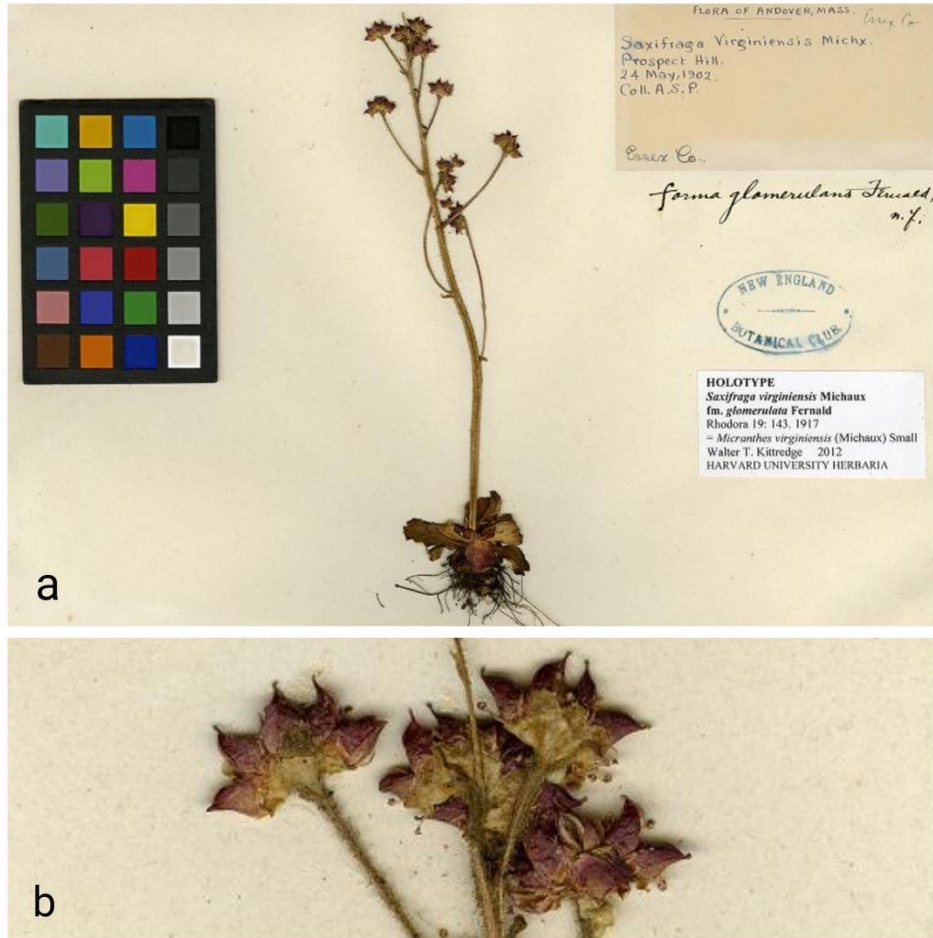 FLORA OF ANDOVER, MASS. Essex Co
Saxifraga Virginiensis Michx.
Prospect Hill.
24 May, 1902.
Coll. A.S.P.
Essex Co.
forma glomerulans Fernald,
n. f.
NEW ENGLAND
BOTANICAL CLUB
HOLOTYPE
Saxifraga virginiensis Michaux
fm. glomerulata Fernald
Rhodora 19: 143. 1917
= Micranthes virginiensis (Michaux) Small
Walter T. Kittredge 2012
HARVARD UNIVERSITY HERBARIA
a
b